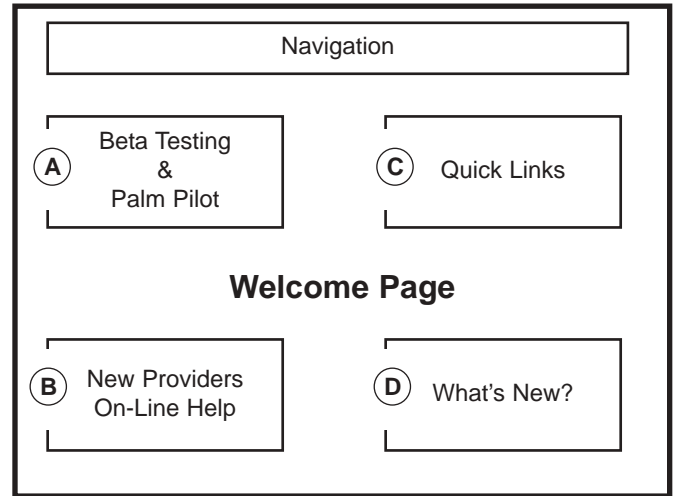 Navigation
A
Beta Testing
&
Palm Pilot
C
Quick Links
Welcome Page
B
New Providers
On-Line Help
D
What's New?